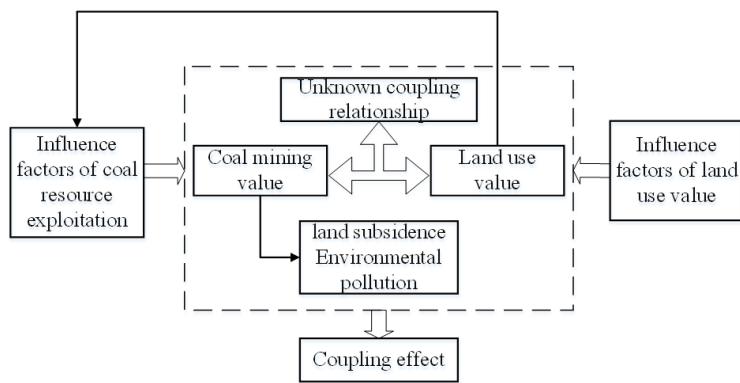 Unknown coupling
relationship
Influence
factors of coal
resource
exploitation
Coal mining
value
Land use
value
Influence
factors of land
use value
land subsidence
Environmental
pollution
Coupling effect